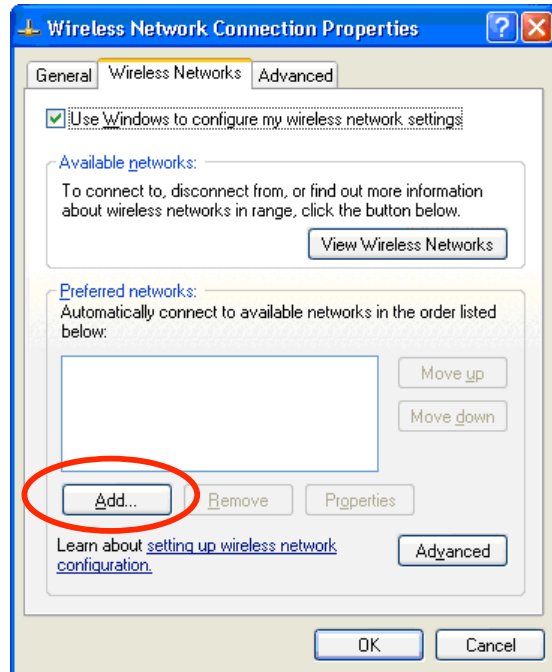 Wireless Network Connection Properties
General Wireless Networks Advanced
Use Windows to configure my wireless network settings
Available networks:
To connect to, disconnect from, or find out more information
about wireless networks in range, click the button below.
View Wireless Networks
Preferred networks:
Automatically connect to available networks in the order listed
below:
Move up
Move down
Add... Remove Properties
Learn about setting up wireless network
configuration.
Advanced
OK Cancel